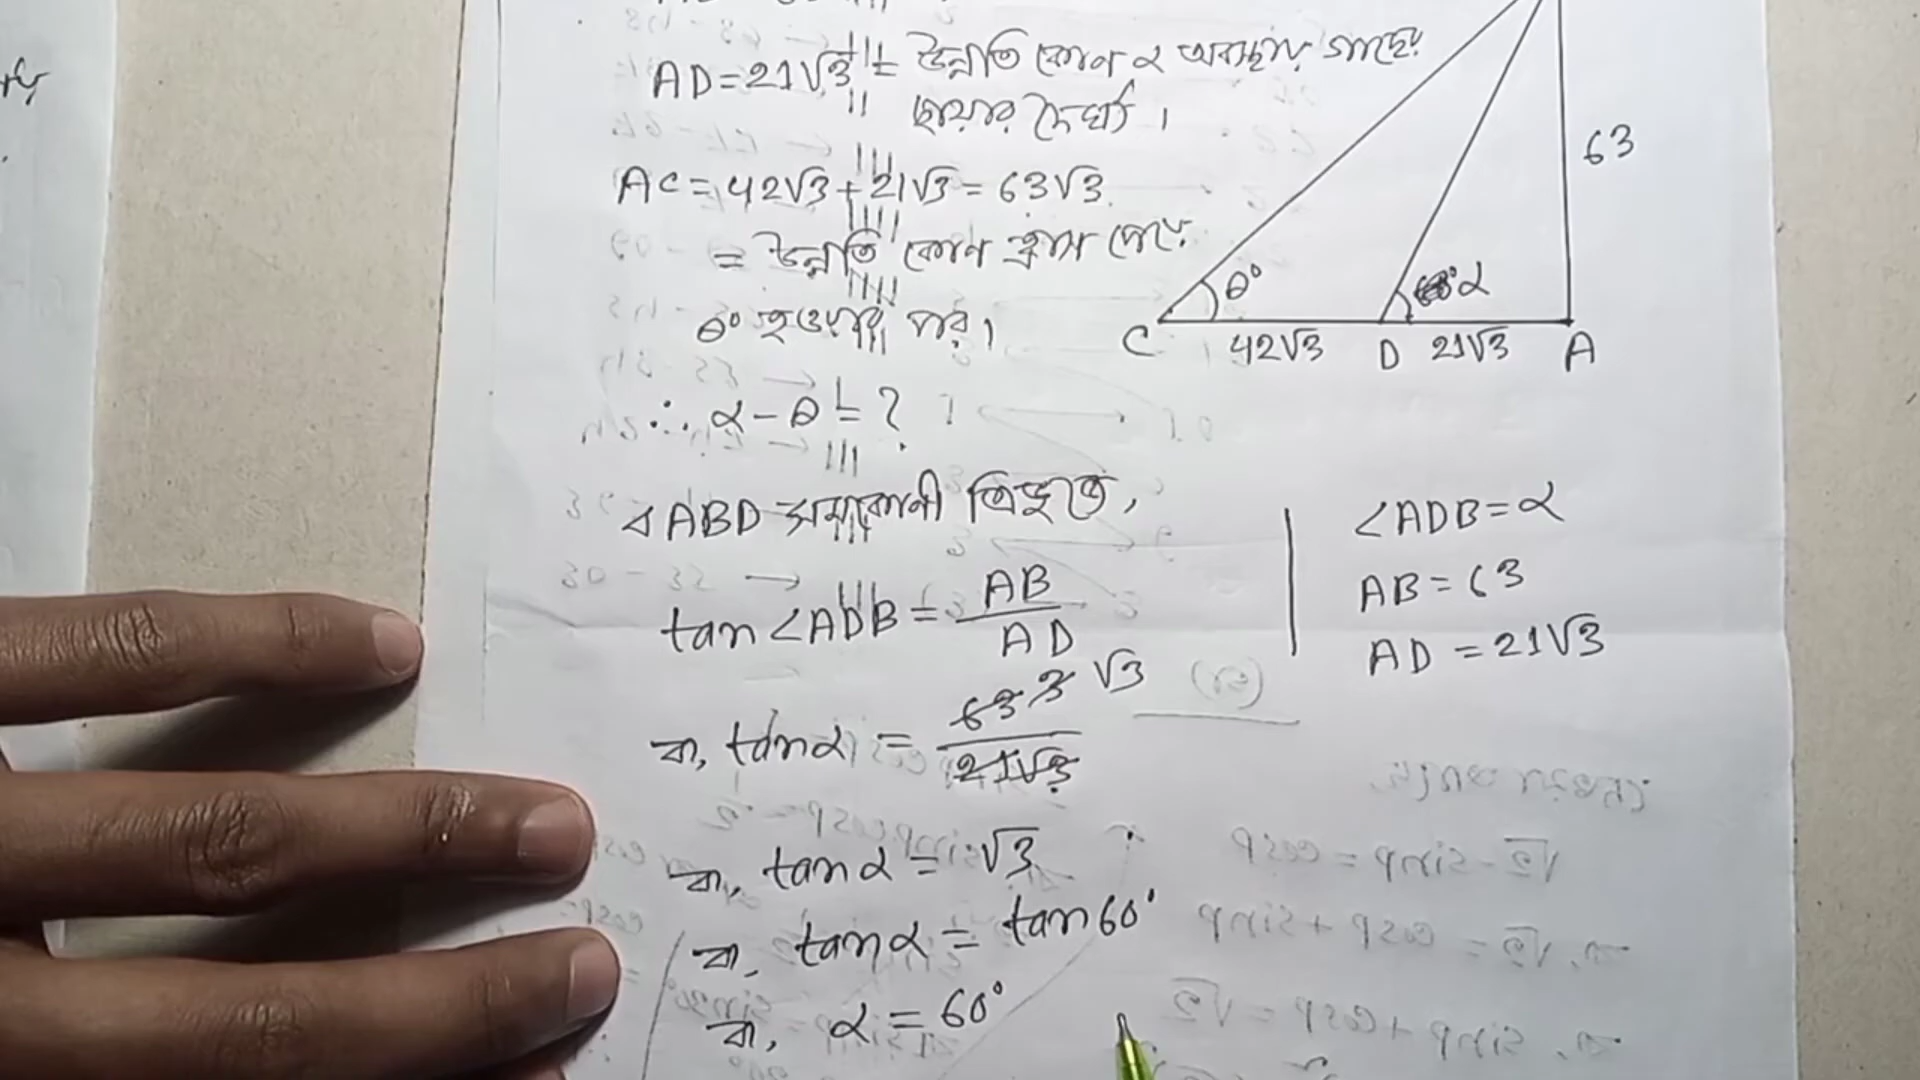 AD = 21√3 = উন্নতি কোণ α অবস্থায় গাছের
ছায়ার দৈর্ঘ্য।
AC = 42√3 + 21√3 = 63√3
= উন্নতি কোণ হ্রাস পেয়ে
θ° হওয়ার পর।
∴ α - θ = ?
63
θ°
α
C 42√3 D 21√3 A
ABD সমকোণী ত্রিভুজে,
tan∠ADB = AB/AD
বা, tanα = 63/21√3 3 √3
বা, tanα = √3
বা, tanα = tan60°
বা, α = 60°
∠ADB = α
AB = 63
AD = 21√3